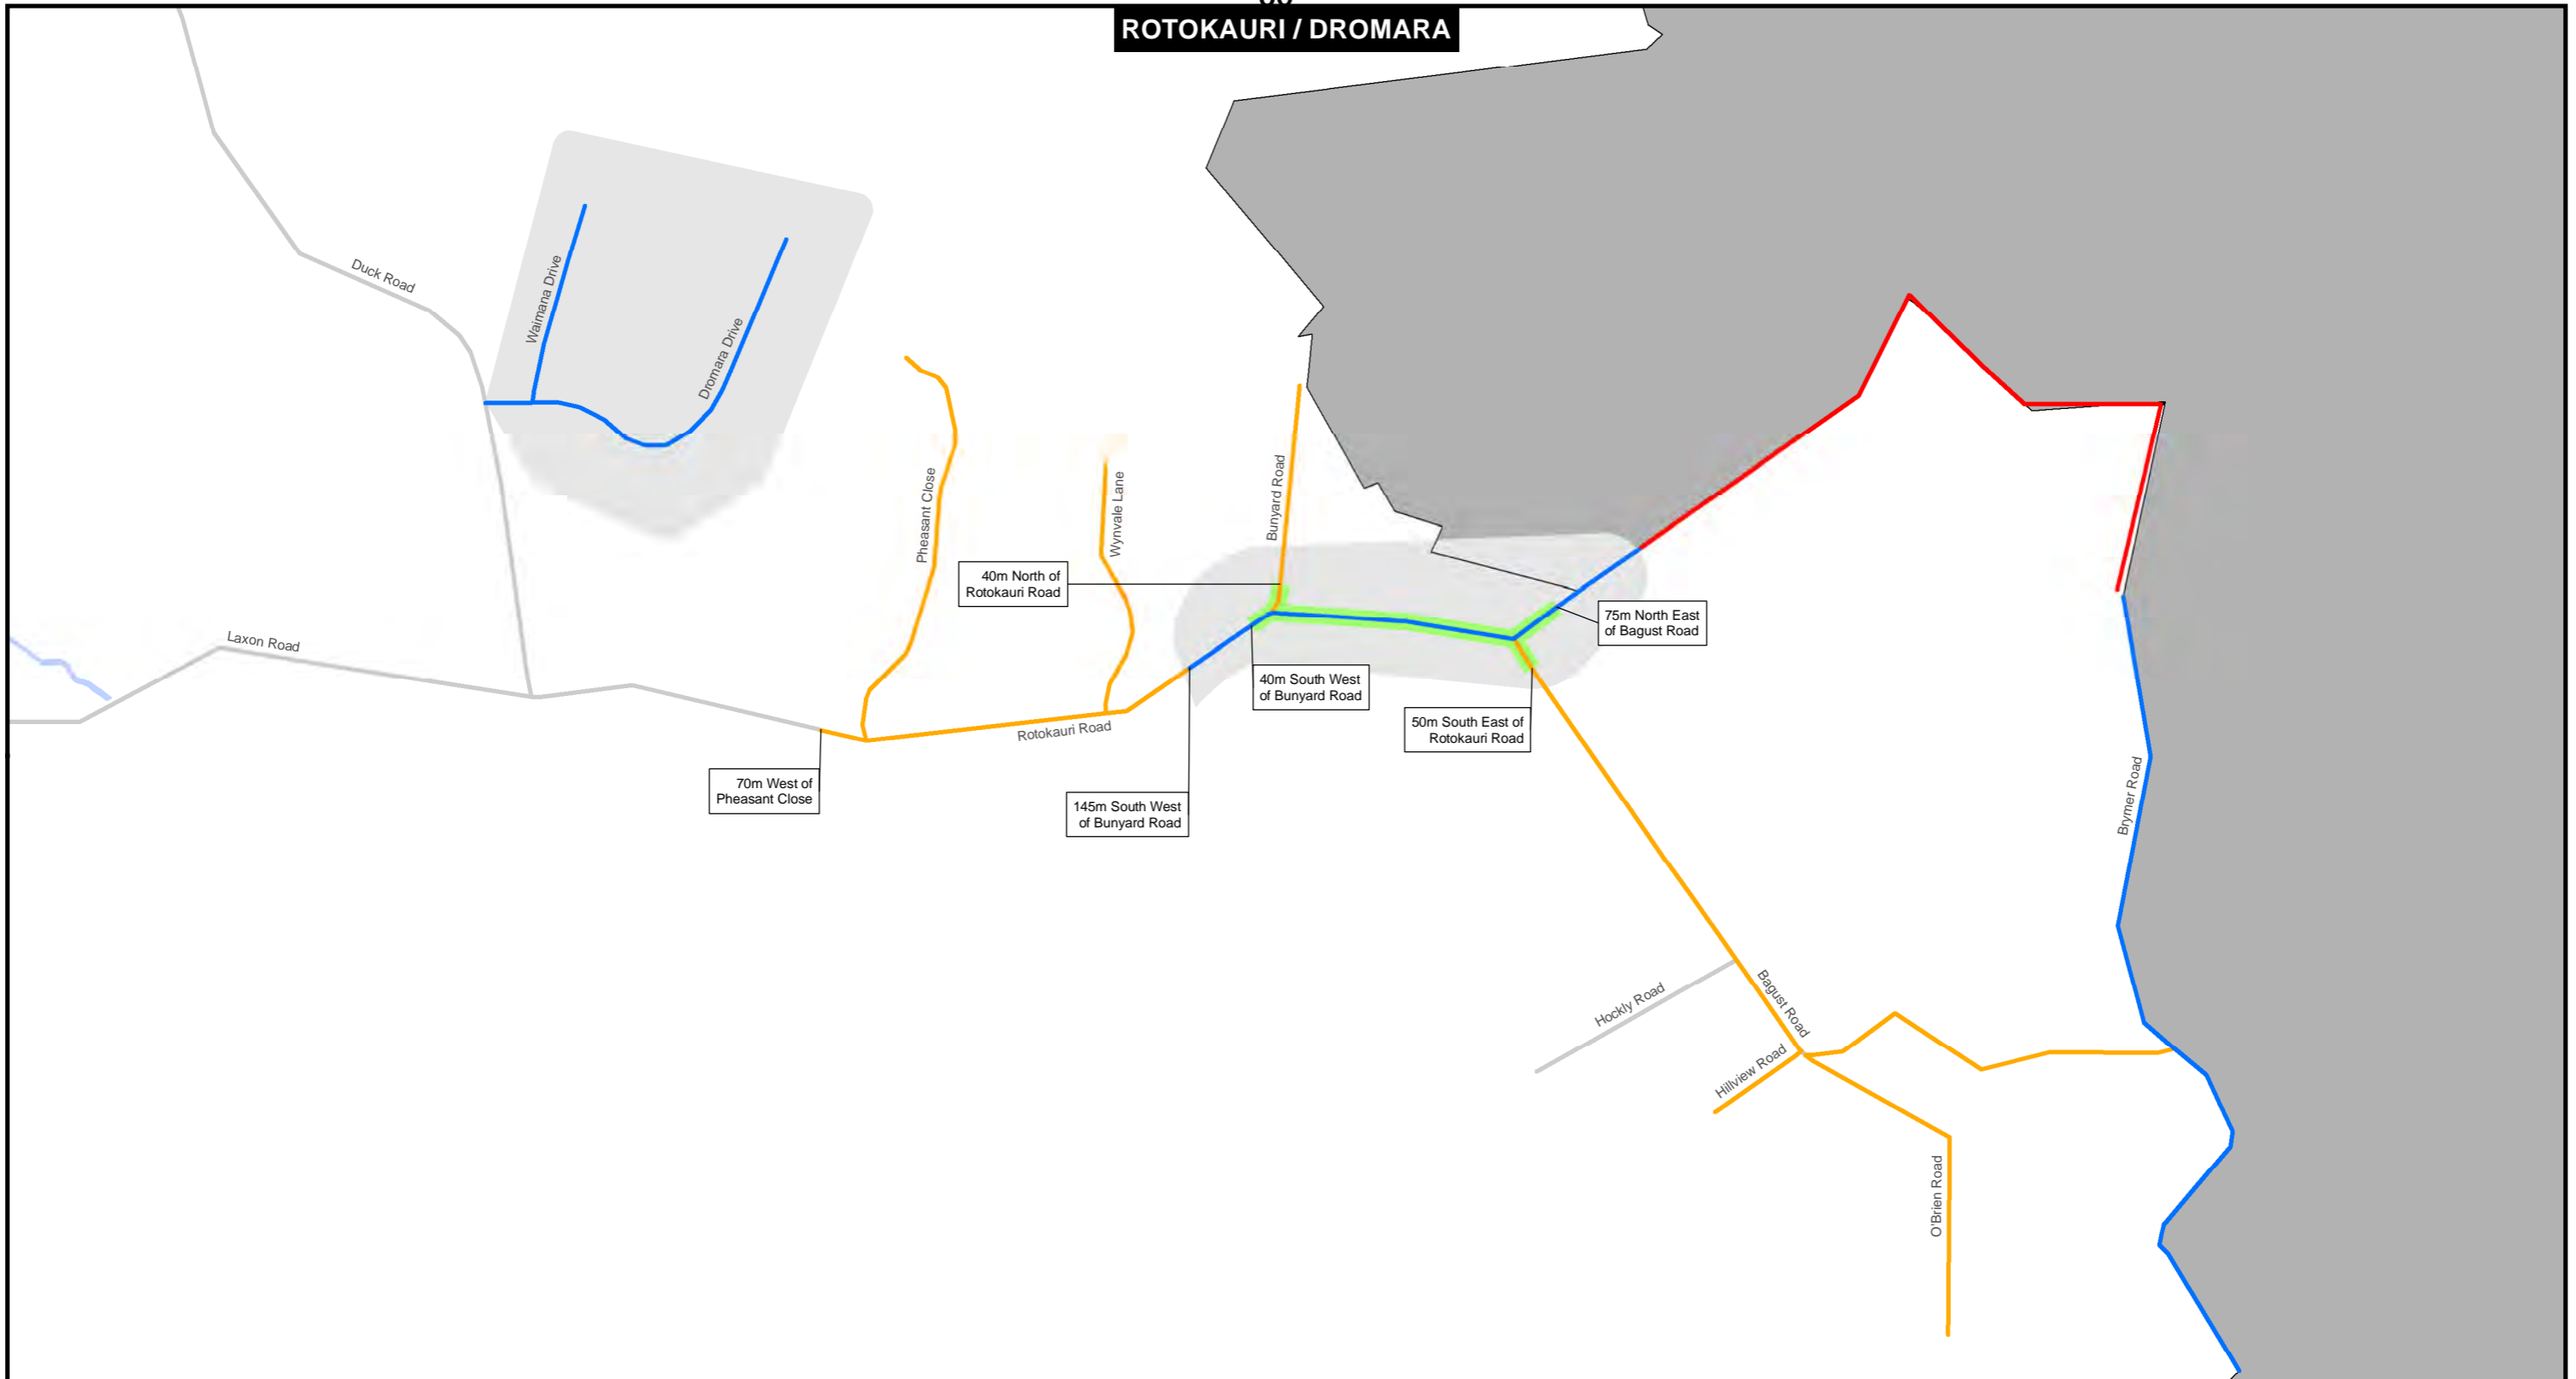 ROTOKAURI / DROMARA
Duck Road
Waimana Drive
Dromara Drive
Pheasant Close
Wynvale Lane
Bunyard Road
40m North of
Rotokauri Road
75m North East
of Bagust Road
Laxon Road
40m South West
of Bunyard Road
50m South East of
Rotokauri Road
Rotokauri Road
70m West of
Pheasant Close
145m South West
of Bunyard Road
Brymer Road
Hockly Road
Bagust Road
Hillview Road
O'Brien Road